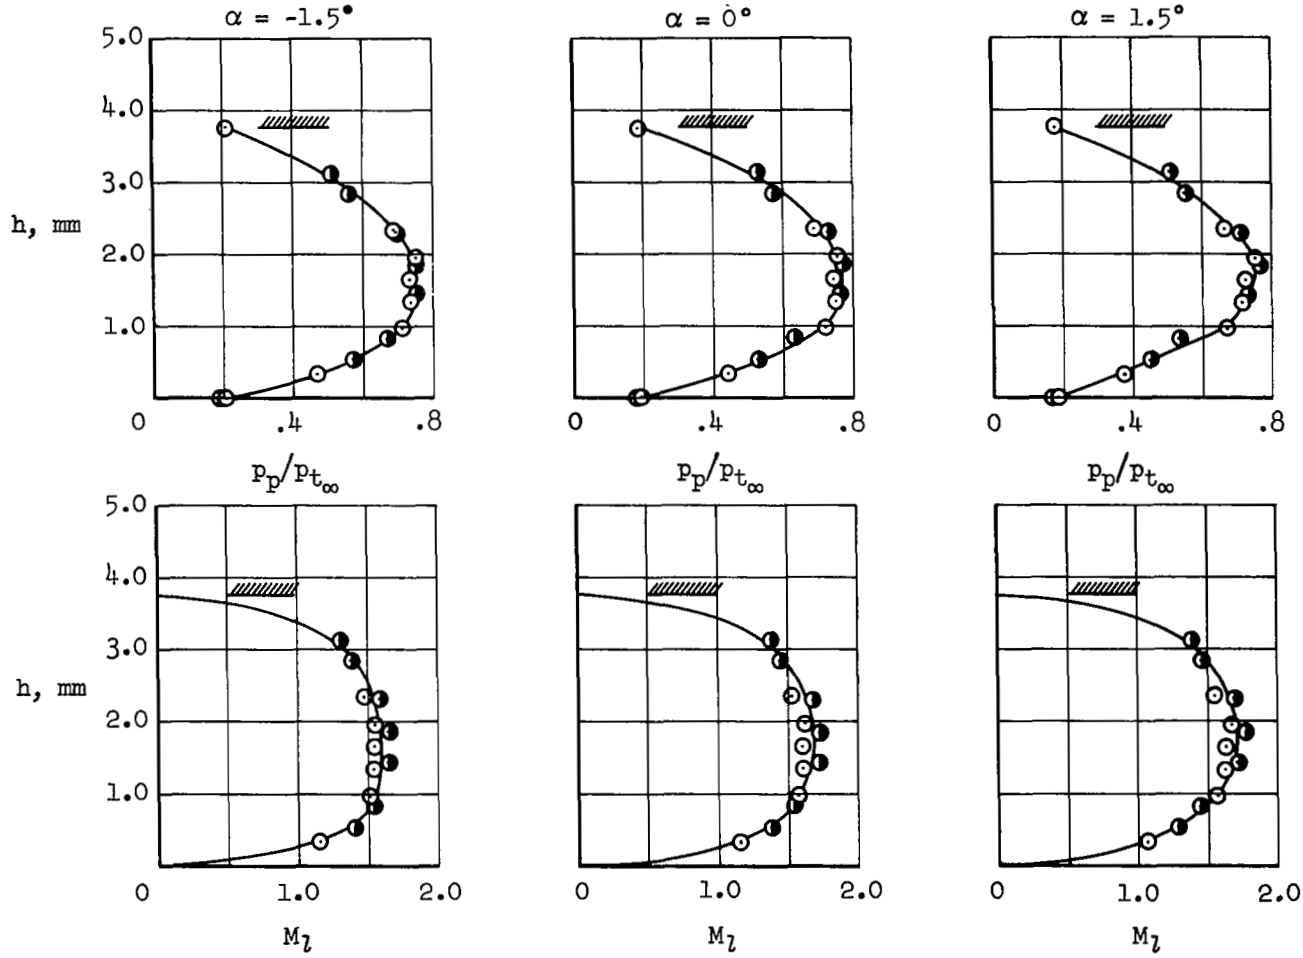 α = -1.5° α = 0° α = 1.5°
5.0
4.0
3.0
h, mm
2.0
1.0
0 .4 .8 0 .4 .8 0 .4 .8
p_p/p_t∞ p_p/p_t∞ p_p/p_t∞
5.0
4.0
3.0
h, mm
2.0
1.0
0 1.0 2.0 0 1.0 2.0 0 1.0 2.0
M_l M_l M_l